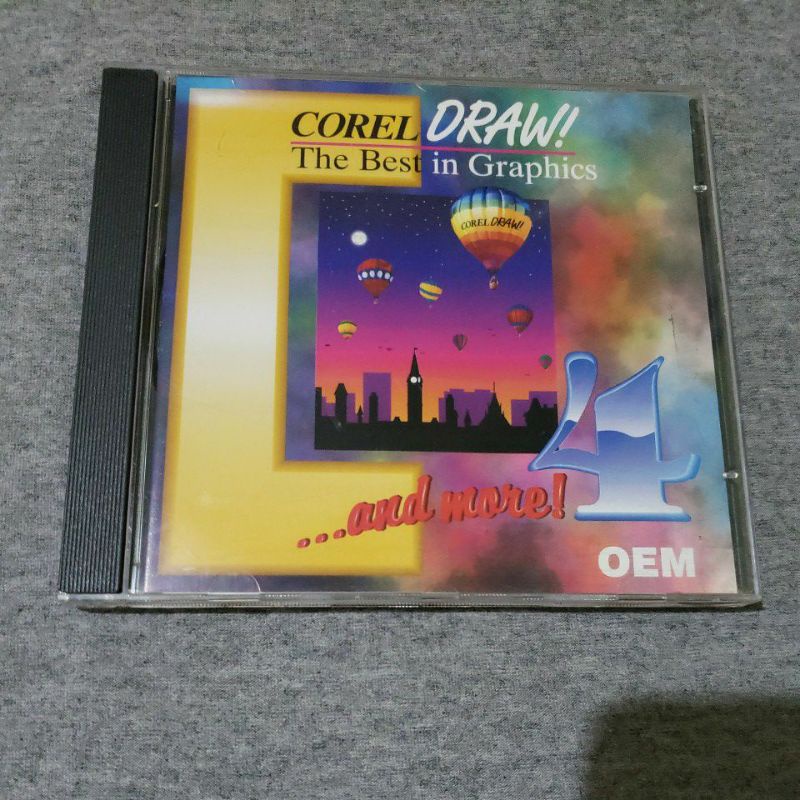 COREL DRAW!
The Best in Graphics
COREL DRAW!
4
...and more!
OEM